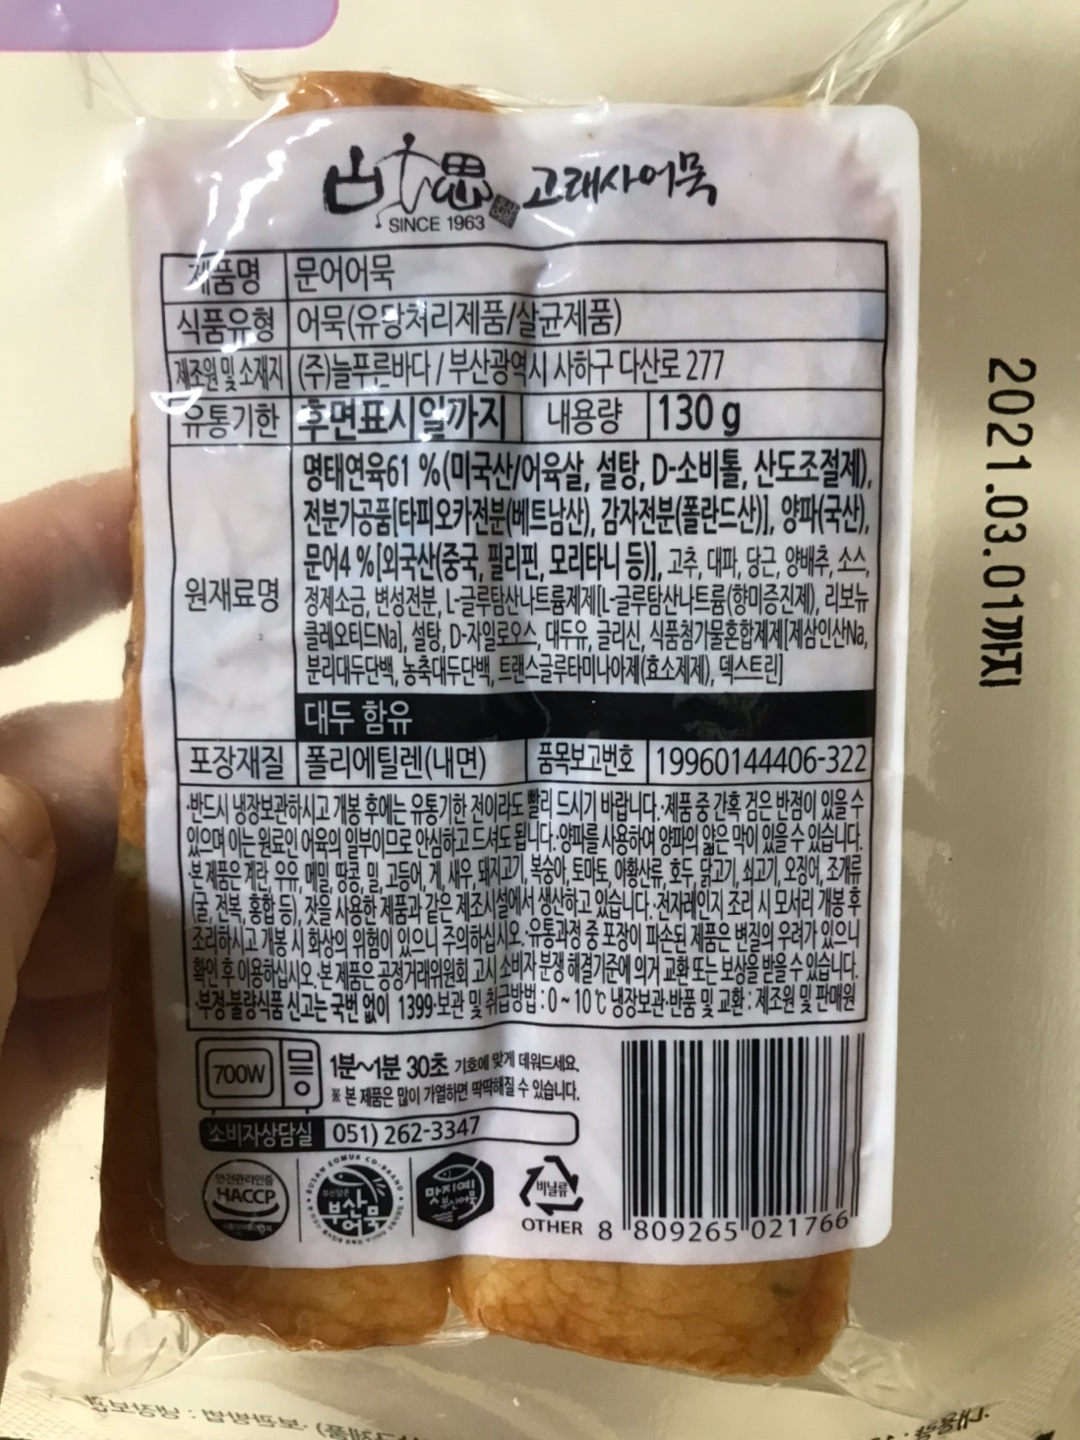 고래사어묵
SINCE 1963
제품명 문어어묵
식품유형 어묵(유탕처리제품/살균제품)
제조원 및 소재지 (주)늘푸른바다 / 부산광역시 사하구 다산로 277
유통기한 후면표시일까지 내용량 130 g
원재료명
명태연육61 %(미국산/어육살, 설탕, D-소비톨, 산도조절제),
전분가공품[타피오카전분(베트남산), 감자전분(폴란드산)], 양파(국산),
문어4 %[외국산(중국, 필리핀, 모리타니 등)], 고추, 대파, 당근, 양배추, 소스,
정제소금, 변성전분, L-글루탐산나트륨제제[L-글루탐산나트륨(향미증진제), 리보뉴
클레오티드Na], 설탕, D-자일로오스, 대두유, 글리신, 식품첨가물혼합제제[제삼인산Na,
분리대두단백, 농축대두단백, 트랜스글루타미나아제(효소제제), 덱스트린]
대두 함유
포장재질 폴리에틸렌(내면) 품목보고번호 19960144406-322
·반드시 냉장보관하시고 개봉 후에는 유통기한 전이라도 빨리 드시기 바랍니다.·제품 중 간혹 검은 반점이 있을 수
있으며 이는 원료인 어육의 일부이므로 안심하고 드셔도 됩니다.·양파를 사용하여 양파의 얇은 막이 있을 수 있습니다.
·본 제품은 계란, 우유, 메밀, 땅콩, 밀, 고등어, 게, 새우, 돼지고기, 복숭아, 토마토, 아황산류, 호두, 닭고기, 쇠고기, 오징어, 조개류
(굴, 전복, 홍합 등), 잣을 사용한 제품과 같은 제조시설에서 생산하고 있습니다.·전자레인지 조리 시 모서리 개봉 후
조리하시고 개봉 시 화상의 위험이 있으니 주의하십시오.·유통과정 중 포장이 파손된 제품은 변질의 우려가 있으니
확인 후 이용하십시오.·본 제품은 공정거래위원회 고시 소비자 분쟁 해결기준에 의거 교환 또는 보상을 받을 수 있습니다.
·부정·불량식품 신고는 국번 없이 1399·보관 및 취급방법 : 0 ~ 10℃ 냉장보관·반품 및 교환 : 제조원 및 판매원
700W 1분~1분 30초 기호에 맞게 데워드세요.
※ 본 제품은 많이 가열하면 딱딱해질 수 있습니다.
소비자상담실 051) 262-3347
안전관리인증
HACCP
BUSAN EOMUK CO-BRAND
부산어묵
맛지예!
부산어묵
비닐류
OTHER
8 809265 021766
2021.03.01까지